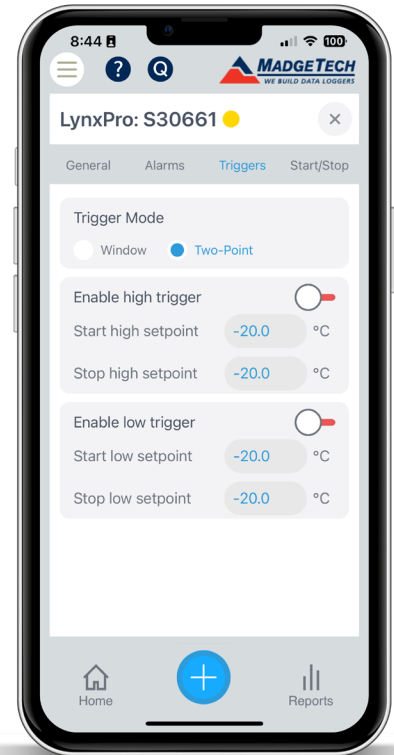 8:44
100
?
Q
MADGETECH
WE BUILD DATA LOGGERS
LynxPro: S30661
General Alarms Triggers Start/Stop
Trigger Mode
Window Two-Point
Enable high trigger
Start high setpoint -20.0 °C
Stop high setpoint -20.0 °C
Enable low trigger
Start low setpoint -20.0 °C
Stop low setpoint -20.0 °C
Home Reports